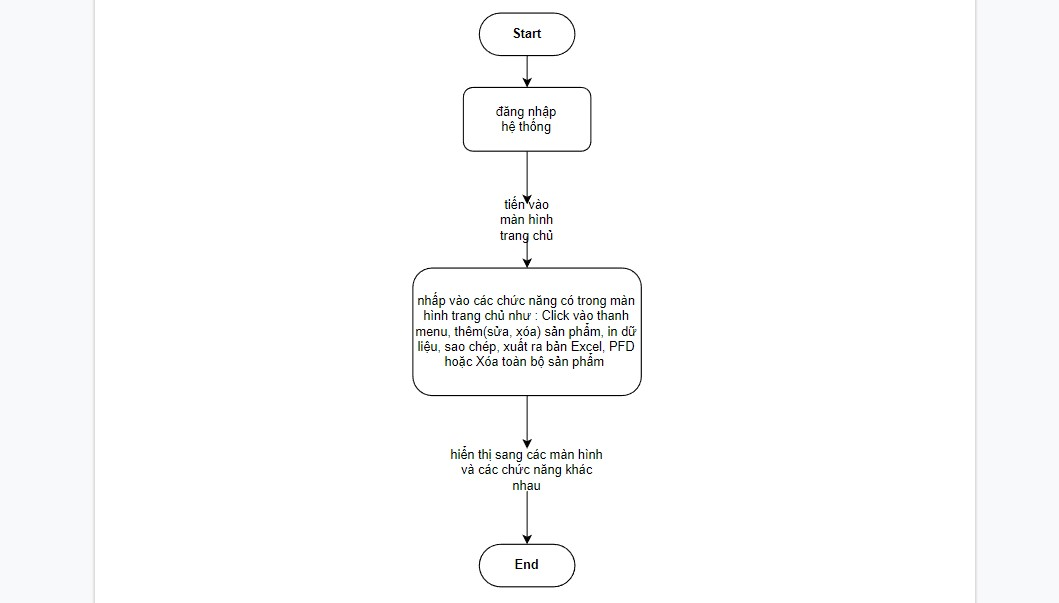 Start
đăng nhập
hệ thống
tiến vào
màn hình
trang chủ
nhấp vào các chức năng có trong màn
hình trang chủ như : Click vào thanh
menu, thêm(sửa, xóa) sản phẩm, in dữ
liệu, sao chép, xuất ra bản Excel, PFD
hoặc Xóa toàn bộ sản phẩm
hiển thị sang các màn hình
và các chức năng khác
nhau
End